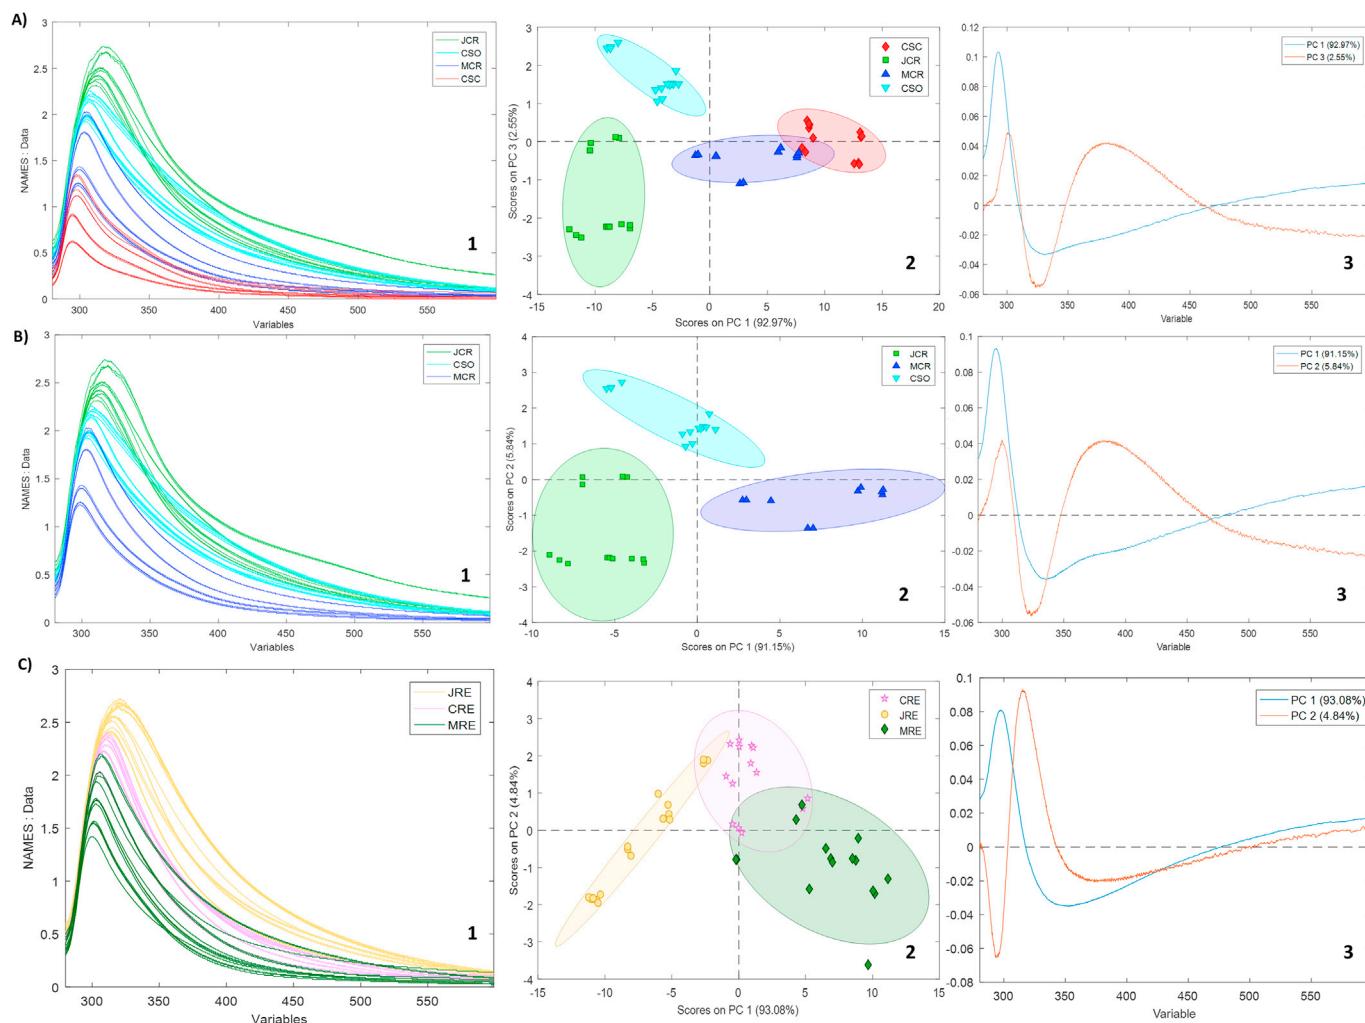 A)
3
2.5
2
1.5
1
0.5
0
NAMES : Data
300 350 400 450 500 550
Variables
JCR
CSO
MCR
CSC
1
3
2
1
0
-1
-2
-3
-4
Scores on PC 3 (2.55%)
-15 -10 -5 0 5 10 15 20
Scores on PC 1 (92.97%)
CSC
JCR
MCR
CSO
2
0.12
0.1
0.08
0.06
0.04
0.02
0
-0.02
-0.04
-0.06
300 350 400 450 500 550
Variable
PC 1 (92.97%)
PC 3 (2.55%)
3
B)
3
2.5
2
1.5
1
0.5
0
NAMES : Data
300 350 400 450 500 550
Variables
JCR
CSO
MCR
1
4
3
2
1
0
-1
-2
-3
-4
Scores on PC 2 (5.84%)
-10 -5 0 5 10 15
Scores on PC 1 (91.15%)
JCR
MCR
CSO
2
0.1
0.08
0.06
0.04
0.02
0
-0.02
-0.04
-0.06
300 350 400 450 500 550
Variable
PC 1 (91.15%)
PC 2 (5.84%)
3
C)
3
2.5
2
1.5
1
0.5
0
NAMES : Data
300 350 400 450 500 550
Variables
JRE
CRE
MRE
1
4
3
2
1
0
-1
-2
-3
-4
Scores on PC 2 (4.84%)
-15 -10 -5 0 5 10 15
Scores on PC 1 (93.08%)
CRE
JRE
MRE
2
0.1
0.08
0.06
0.04
0.02
0
-0.02
-0.04
-0.06
-0.08
300 350 400 450 500 550
Variable
PC 1 (93.08%)
PC 2 (4.84%)
3